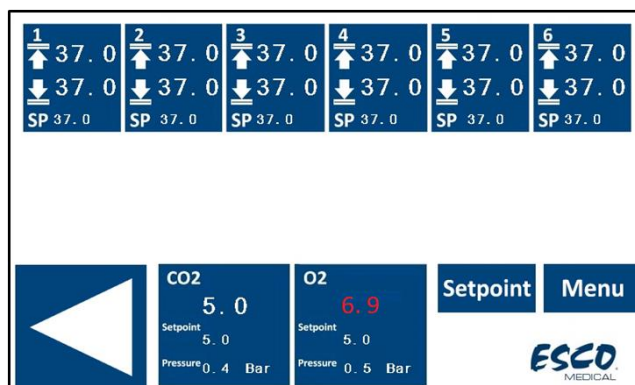 1 2 3 4 5 6
37.0 37.0 37.0 37.0 37.0 37.0
37.0 37.0 37.0 37.0 37.0 37.0
SP 37.0 SP 37.0 SP 37.0 SP 37.0 SP 37.0 SP 37.0
CO2
5.0
Setpoint
5.0
Pressure 0.4 Bar
O2
6.9
Setpoint
5.0
Pressure 0.5 Bar
Setpoint
Menu
ESCO
MEDICAL